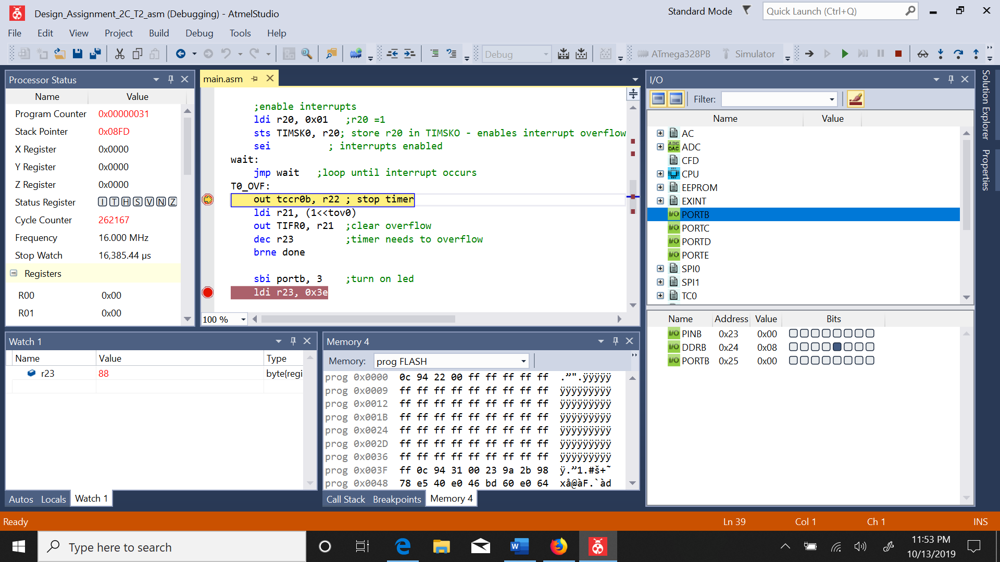 Design_Assignment_2C_T2_asm (Debugging) - AtmelStudio
Standard Mode
Quick Launch (Ctrl+Q)
File Edit View Project Build Debug Tools Help
Debug
ATmega328PB
Simulator
Processor Status
Name Value
Program Counter 0x00000031
Stack Pointer 0x08FD
X Register 0x0000
Y Register 0x0000
Z Register 0x0000
Status Register I T H S V N Z
Cycle Counter 262167
Frequency 16.000 MHz
Stop Watch 16,385.44 µs
Registers
R00 0x00
R01 0x00
main.asm
;enable interrupts
ldi r20, 0x01 ;r20 =1
sts TIMSK0, r20; store r20 in TIMSKO - enables interrupt overflow
sei ; interrupts enabled
wait:
jmp wait ;loop until interrupt occurs
T0_OVF:
out tccr0b, r22 ; stop timer
ldi r21, (1<<tov0)
out TIFR0, r21 ;clear overflow
dec r23 ;timer needs to overflow
brne done
sbi portb, 3 ;turn on led
ldi r23, 0x3e
100 %
I/O
Filter:
Name Value
AC
ADC DAC ADC
CFD
CPU
EEPROM
EXINT
I/O PORTB
I/O PORTC
I/O PORTD
I/O PORTE
SPI0
SPI1
TC0
Name Address Value Bits
I/O PINB 0x23 0x00
I/O DDRB 0x24 0x08
I/O PORTB 0x25 0x00
Solution Explorer
Properties
Watch 1
Name Value Type
r23 88 byte{regi
Autos Locals Watch 1
Memory 4
Memory: prog FLASH
prog 0x0000 0c 94 22 00 ff ff ff ff ff .”".ÿÿÿÿÿ
prog 0x0009 ff ff ff ff ff ff ff ff ff ÿÿÿÿÿÿÿÿÿ
prog 0x0012 ff ff ff ff ff ff ff ff ff ÿÿÿÿÿÿÿÿÿ
prog 0x001B ff ff ff ff ff ff ff ff ff ÿÿÿÿÿÿÿÿÿ
prog 0x0024 ff ff ff ff ff ff ff ff ff ÿÿÿÿÿÿÿÿÿ
prog 0x002D ff ff ff ff ff ff ff ff ff ÿÿÿÿÿÿÿÿÿ
prog 0x0036 ff ff ff ff ff ff ff ff ff ÿÿÿÿÿÿÿÿÿ
prog 0x003F ff 0c 94 31 00 23 9a 2b 98 ÿ.”1.#š+˜
prog 0x0048 78 e5 40 e0 46 bd 60 e0 64 xå@àF.`àd
Call Stack Breakpoints Memory 4
Ready
Ln 39 Col 1 Ch 1 INS
Type here to search
11:53 PM
10/13/2019